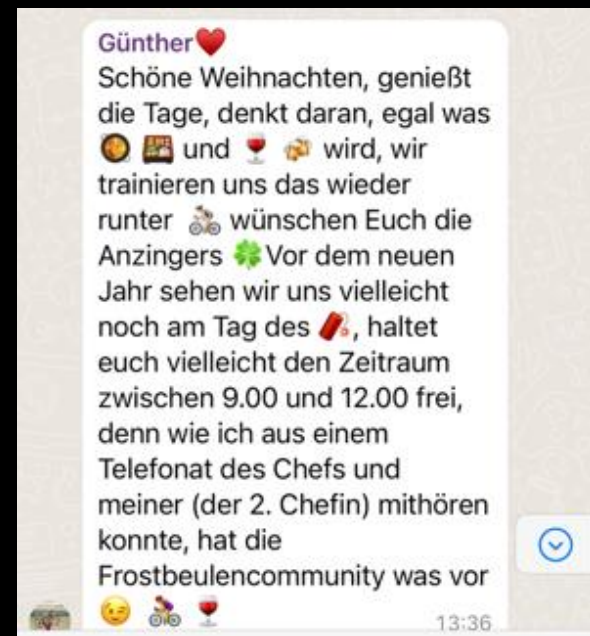 Günther❤️
Schöne Weihnachten, genießt
die Tage, denkt daran, egal was
🥘 🍱 und 🍷 🍻 wird, wir
trainieren uns das wieder
runter 🚴🏻 wünschen Euch die
Anzingers 🍀 Vor dem neuen
Jahr sehen wir uns vielleicht
noch am Tag des 🧨, haltet
euch vielleicht den Zeitraum
zwischen 9.00 und 12.00 frei,
denn wie ich aus einem
Telefonat des Chefs und
meiner (der 2. Chefin) mithören
konnte, hat die
Frostbeulencommunity was vor
😉 🚴🏽‍♀️ 🍷
13:36